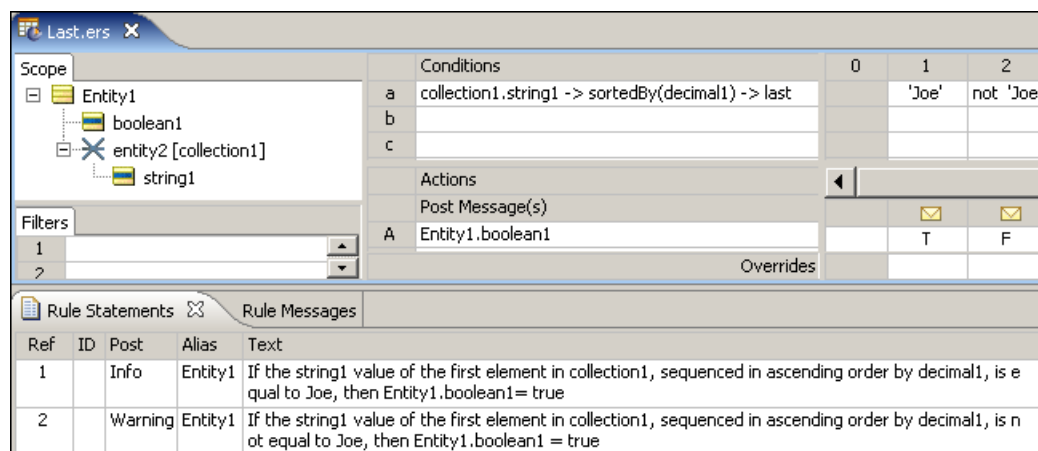 Last.ers
Scope
Entity1
boolean1
entity2 [collection1]
string1
Filters
1
2
Conditions 0 1 2
a collection1.string1 -> sortedBy(decimal1) -> last 'Joe' not 'Joe
b
c
Actions
Post Message(s)
A Entity1.boolean1 T F
Overrides
Rule Statements Rule Messages
Ref ID Post Alias Text
1 Info Entity1 If the string1 value of the first element in collection1, sequenced in ascending order by decimal1, is e
qual to Joe, then Entity1.boolean1= true
2 Warning Entity1 If the string1 value of the first element in collection1, sequenced in ascending order by decimal1, is n
ot equal to Joe, then Entity1.boolean1 = true